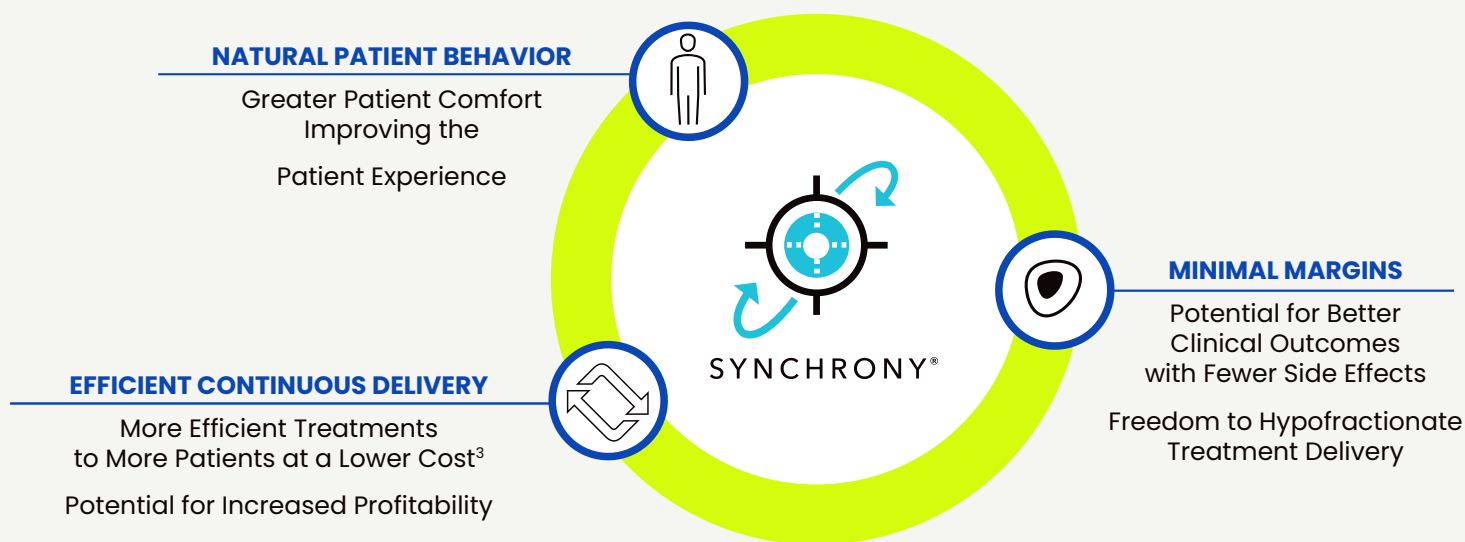 NATURAL PATIENT BEHAVIOR
Greater Patient Comfort
Improving the
Patient Experience
SYNCHRONY®
MINIMAL MARGINS
Potential for Better
Clinical Outcomes
with Fewer Side Effects
Freedom to Hypofractionate
Treatment Delivery
EFFICIENT CONTINUOUS DELIVERY
More Efficient Treatments
to More Patients at a Lower Cost³
Potential for Increased Profitability